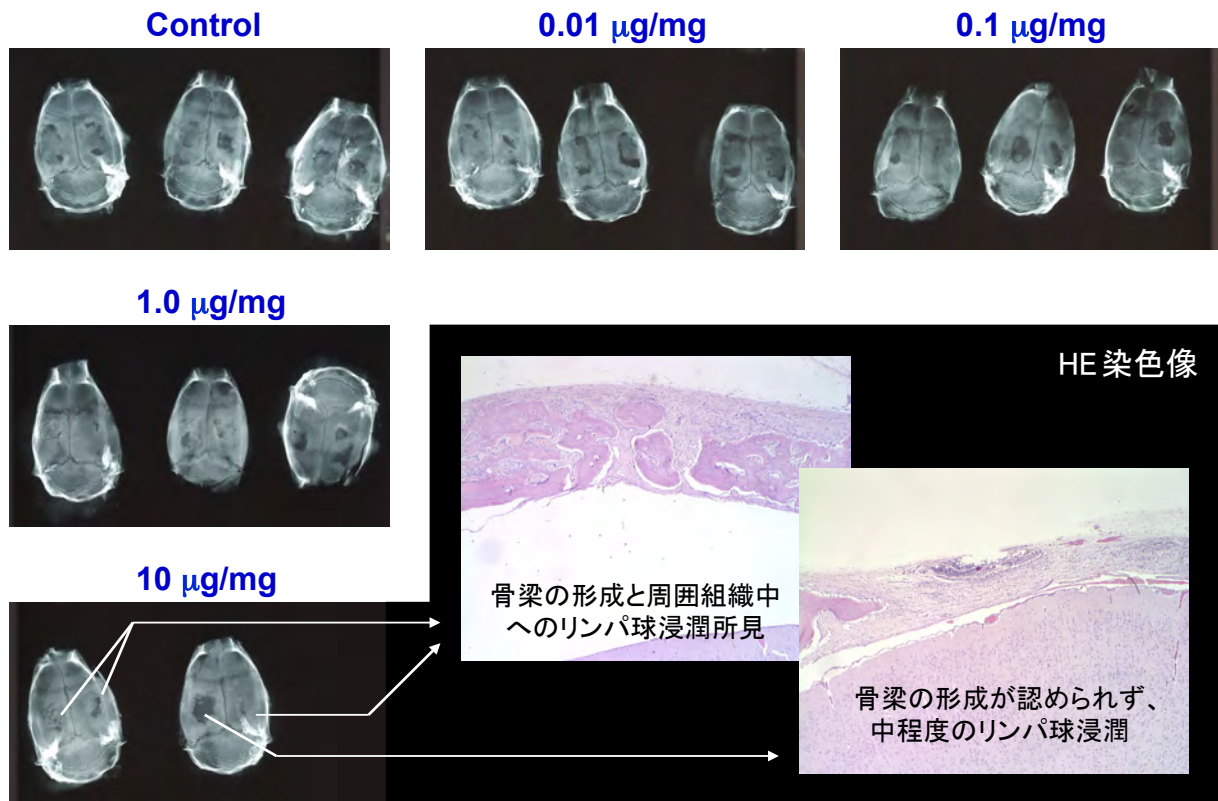 Control
0.01 μg/mg
0.1 μg/mg
1.0 μg/mg
HE 染色像
10 μg/mg
骨梁の形成と周囲組織中
へのリンパ球浸潤所見
骨梁の形成が認められず、
中程度のリンパ球浸潤